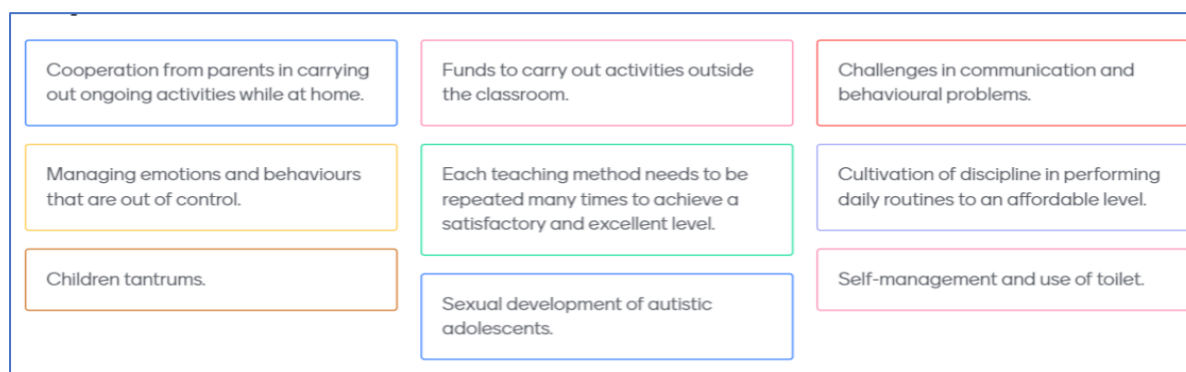 Cooperation from parents in carrying
out ongoing activities while at home.
Funds to carry out activities outside
the classroom.
Challenges in communication and
behavioural problems.
Managing emotions and behaviours
that are out of control.
Each teaching method needs to be
repeated many times to achieve a
satisfactory and excellent level.
Cultivation of discipline in performing
daily routines to an affordable level.
Children tantrums.
Sexual development of autistic
adolescents.
Self-management and use of toilet.